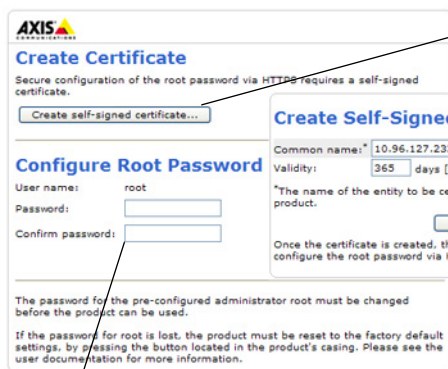 AXIS
COMMUNICATIONS
Create Certificate
Secure configuration of the root password via HTTPS requires a self-signed
certificate.
Create self-signed certificate...
Create Self-Signed
Common name:* 10.96.127.23
Validity: 365 days [
*The name of the entity to be ce
product.
Once the certificate is created, th
configure the root password via H
Configure Root Password
User name: root
Password:
Confirm password:
The password for the pre-configured administrator root must be changed
before the product can be used.
If the password for root is lost, the product must be reset to the factory default
settings, by pressing the button located in the product's casing. Please see the
user documentation for more information.